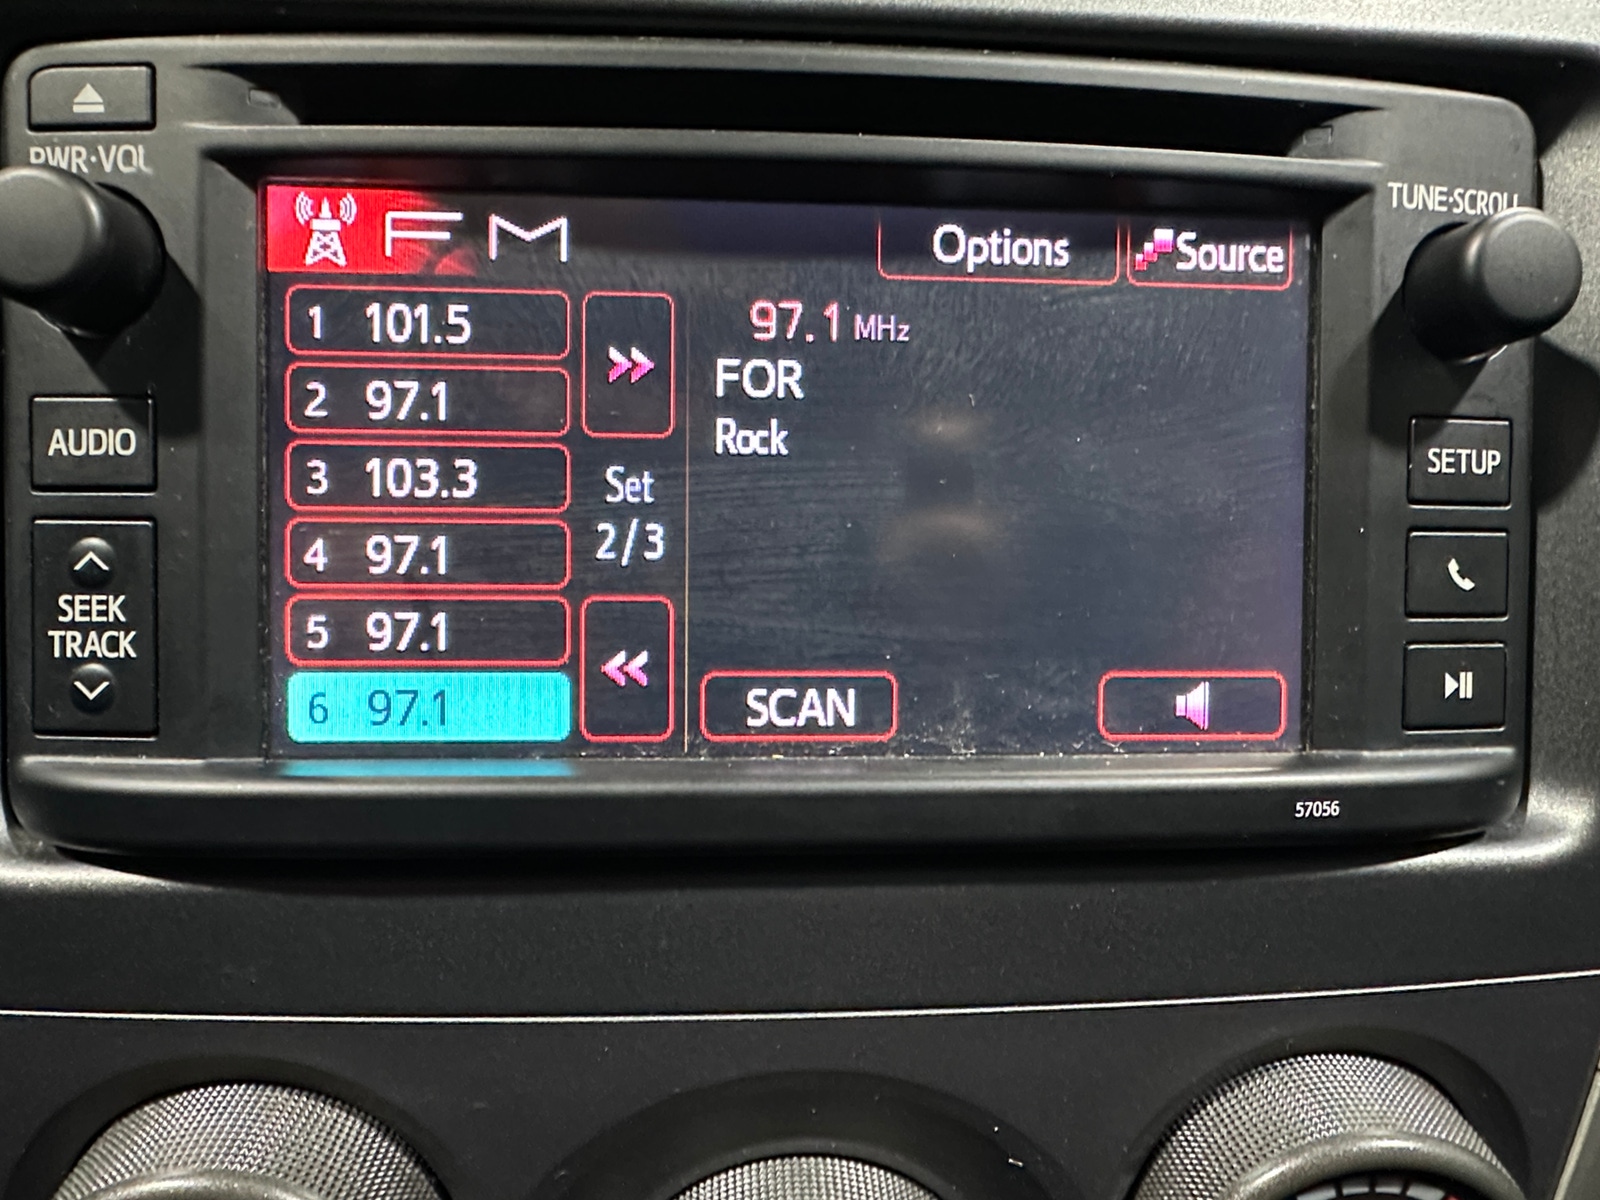 PWR·VOL
TUNE·SCROLL
FM
Options
Source
1 101.5
2 97.1
3 103.3
4 97.1
5 97.1
6 97.1
Set
2/3
97.1 MHz
FOR
Rock
SCAN
AUDIO
SEEK
TRACK
SETUP
57056